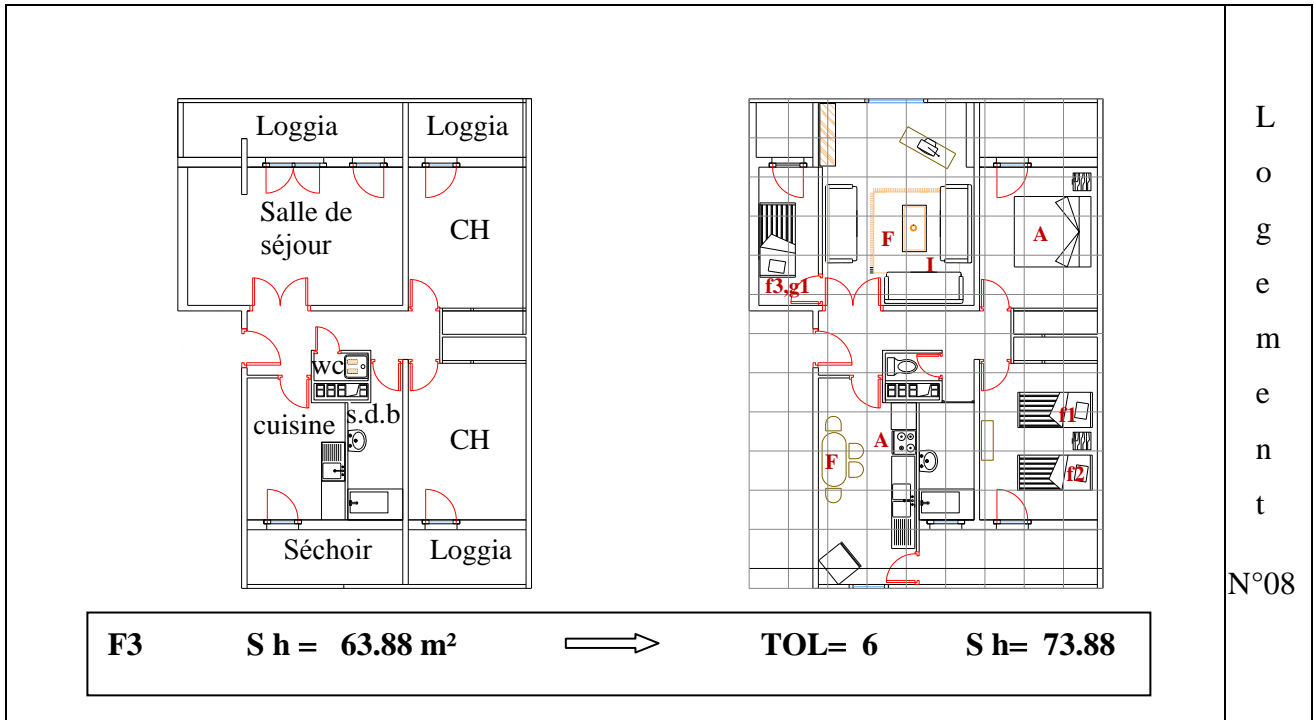 Loggia
Loggia
Salle de
séjour
CH
wc
cuisine
s.d.b
CH
Séchoir
Loggia
F
I
A
f3,g1
f1
A
F
f2
L
o
g
e
m
e
n
t
N°08
F3 S h = 63.88 m² TOL= 6 S h= 73.88